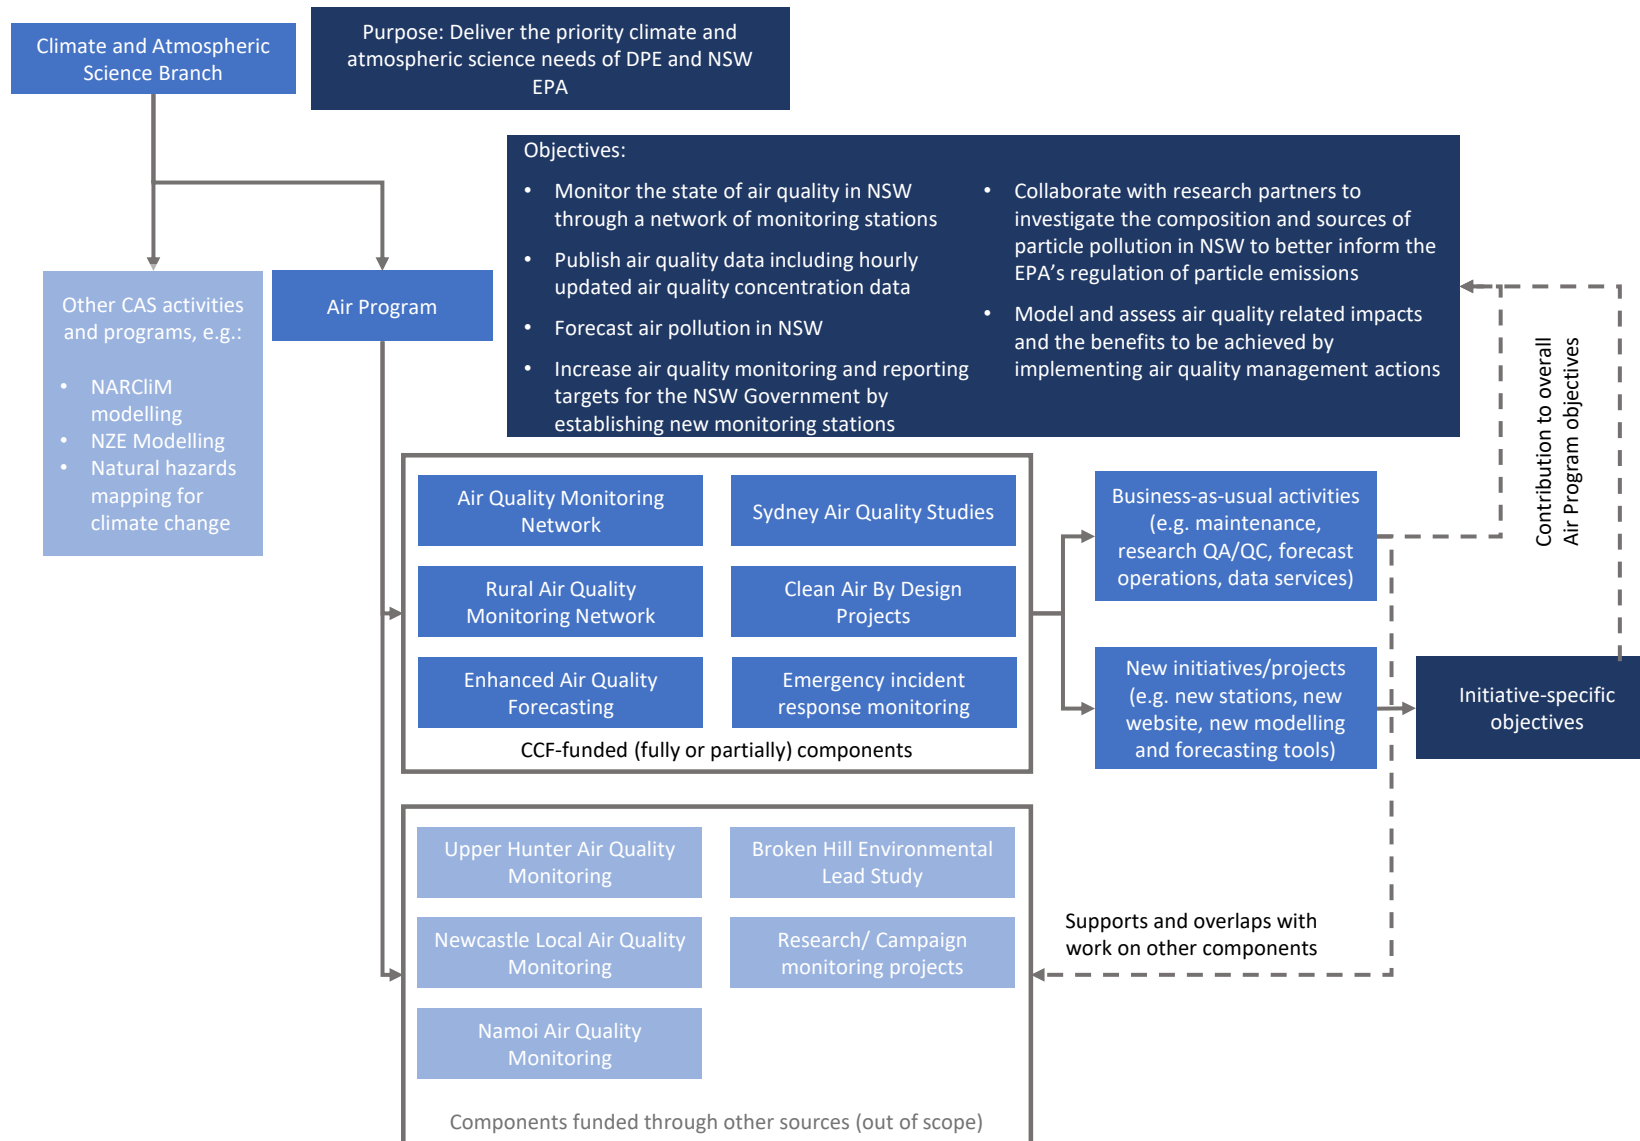 Climate and Atmospheric
Science Branch
Purpose: Deliver the priority climate and
atmospheric science needs of DPE and NSW
EPA
Objectives:
• Monitor the state of air quality in NSW
through a network of monitoring stations
• Publish air quality data including hourly
updated air quality concentration data
• Forecast air pollution in NSW
• Increase air quality monitoring and reporting
targets for the NSW Government by
establishing new monitoring stations
• Collaborate with research partners to
investigate the composition and sources of
particle pollution in NSW to better inform the
EPA's regulation of particle emissions
• Model and assess air quality related impacts
and the benefits to be achieved by
implementing air quality management actions
Other CAS activities
and programs, e.g.:
• NARCliM
modelling
• NZE Modelling
• Natural hazards
mapping for
climate change
Air Program
Contribution to overall
Air Program objectives
Air Quality Monitoring
Network
Sydney Air Quality Studies
Rural Air Quality
Monitoring Network
Clean Air By Design
Projects
Enhanced Air Quality
Forecasting
Emergency incident
response monitoring
CCF-funded (fully or partially) components
Business-as-usual activities
(e.g. maintenance,
research QA/QC, forecast
operations, data services)
New initiatives/projects
(e.g. new stations, new
website, new modelling
and forecasting tools)
Initiative-specific
objectives
Upper Hunter Air Quality
Monitoring
Broken Hill Environmental
Lead Study
Newcastle Local Air Quality
Monitoring
Research/ Campaign
monitoring projects
Namoi Air Quality
Monitoring
Components funded through other sources (out of scope)
Supports and overlaps with
work on other components